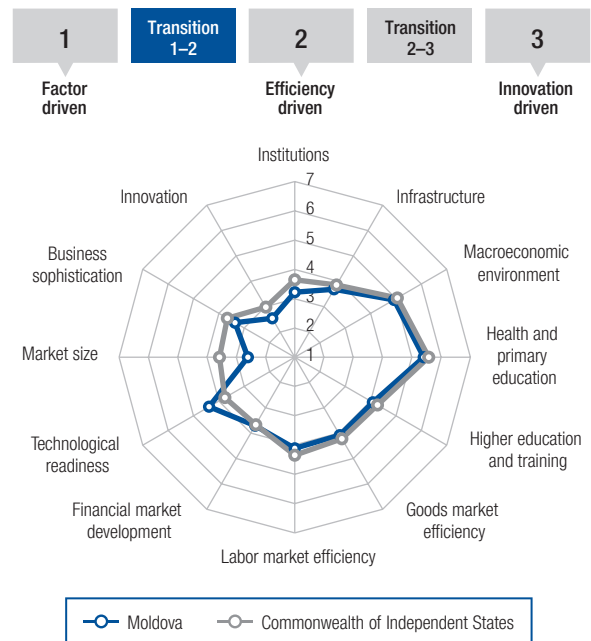 1
Transition
1–2
2
Transition
2–3
3
Factor
driven
Efficiency
driven
Innovation
driven
Institutions
7
6
5
4
3
2
1
Infrastructure
Macroeconomic
environment
Health and
primary
education
Higher education
and training
Goods market
efficiency
Labor market efficiency
Financial market
development
Technological
readiness
Market size
Business
sophistication
Innovation
Moldova
Commonwealth of Independent States